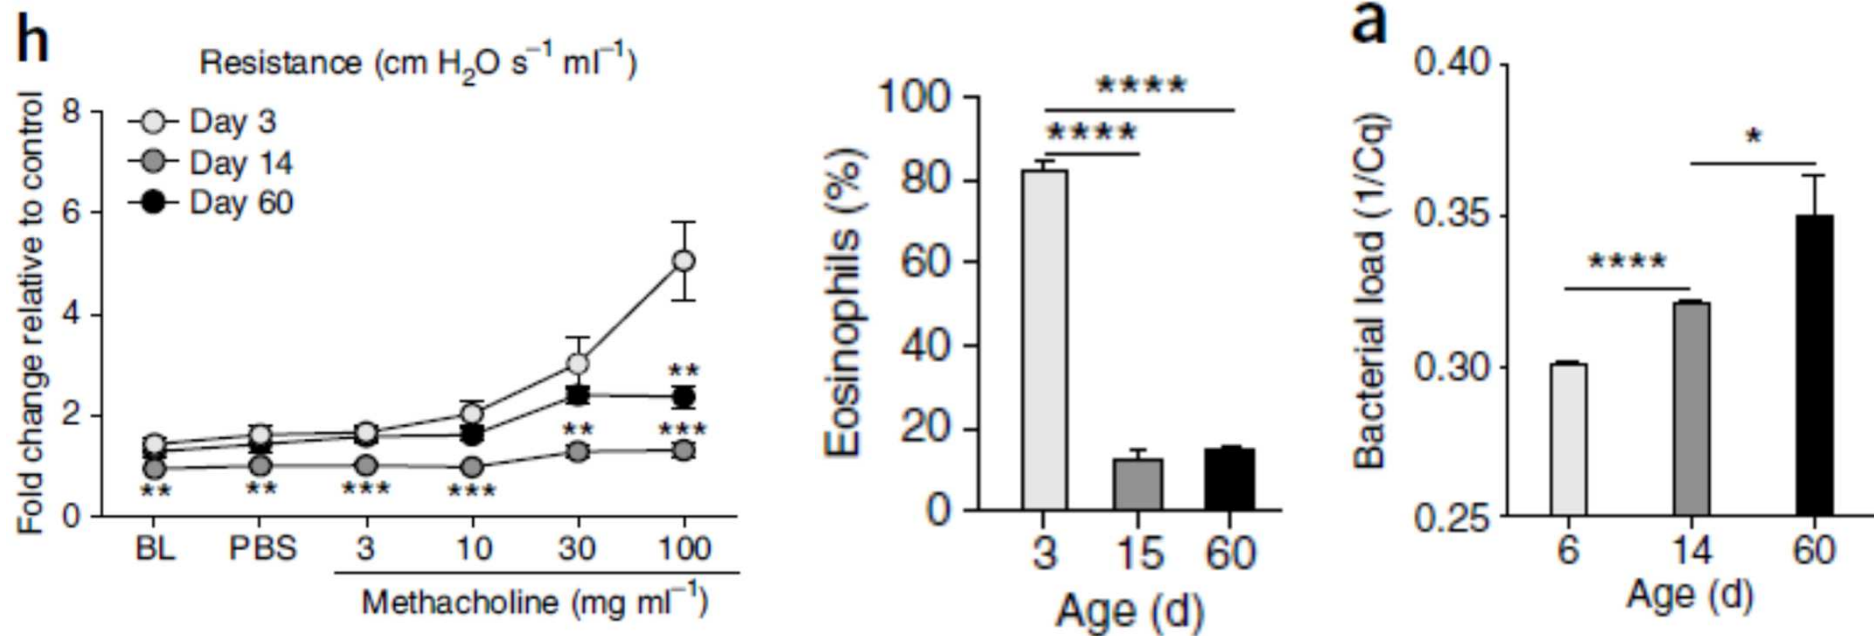 h
Resistance (cm H₂O s⁻¹ ml⁻¹)
Fold change relative to control
8
6
4
2
0
Day 3
Day 14
Day 60
**
** ***
** ** *** ***
BL PBS 3 10 30 100
Methacholine (mg ml⁻¹)
Eosinophils (%)
100
80
60
40
20
0
****
****
3 15 60
Age (d)
a
Bacterial load (1/Cq)
0.40
0.35
0.30
0.25
*
****
6 14 60
Age (d)